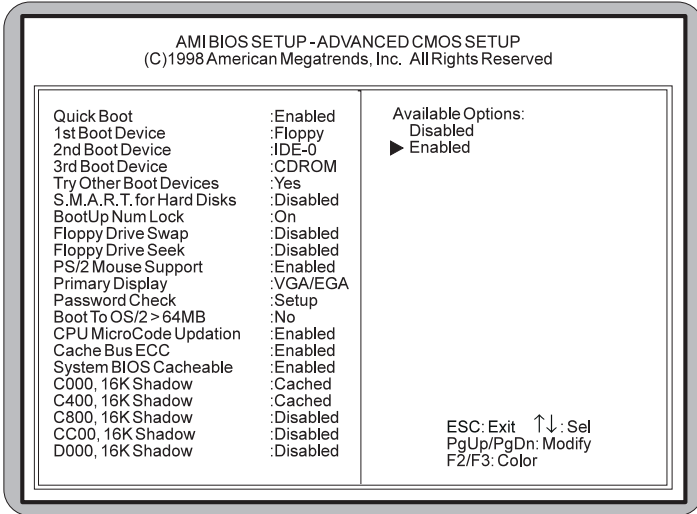 AMIBIOS SETUP - ADVANCED CMOS SETUP
(C)1998 American Megatrends, Inc. All Rights Reserved
Quick Boot :Enabled
1st Boot Device :Floppy
2nd Boot Device :IDE-0
3rd Boot Device :CDROM
Try Other Boot Devices :Yes
S.M.A.R.T. for Hard Disks :Disabled
BootUp Num Lock :On
Floppy Drive Swap :Disabled
Floppy Drive Seek :Disabled
PS/2 Mouse Support :Enabled
Primary Display :VGA/EGA
Password Check :Setup
Boot To OS/2 > 64MB :No
CPU MicroCode Updation :Enabled
Cache Bus ECC :Enabled
System BIOS Cacheable :Enabled
C000, 16K Shadow :Cached
C400, 16K Shadow :Cached
C800, 16K Shadow :Disabled
CC00, 16K Shadow :Disabled
D000, 16K Shadow :Disabled
Available Options:
Disabled
▶ Enabled
ESC: Exit ↑↓: Sel
PgUp/PgDn: Modify
F2/F3: Color